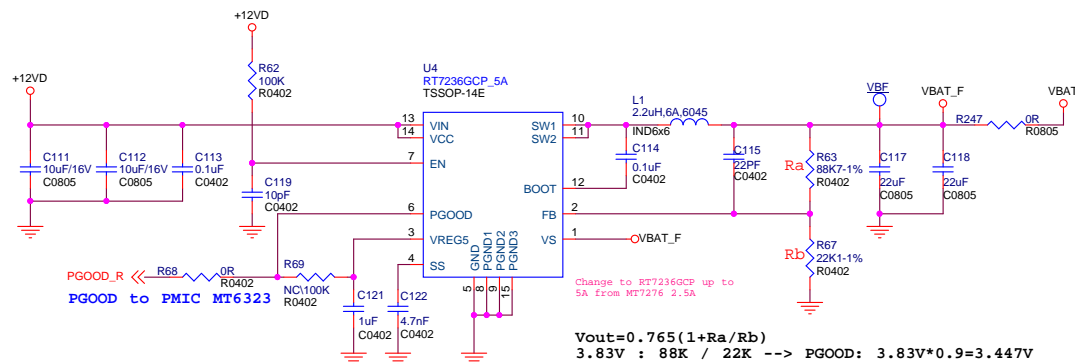 +12VD
+12VD
R62
100K
R0402
C111
10uF/16V
C0805
C112
10uF/16V
C0805
C113
0.1uF
C0402
C119
10pF
C0402
U4
RT7236GCP_5A
TSSOP-14E
13 VIN
14 VCC
7 EN
6 PGOOD
3 VREG5
4 SS
SW1 10
SW2 11
BOOT 12
FB 2
VS 1
GND PGND1 PGND2 PGND3
5 8 9 15
L1
2.2uH,6A,6045
IND6x6
C114
0.1uF
C0402
C115
22PF
C0402
Ra
R63
88K7-1%
R0402
Rb
R67
22K1-1%
R0402
VBF
C117
22uF
C0805
VBAT_F
C118
22uF
C0805
R247 0R
R0805
VBAT
VBAT_F
PGOOD_R
R68 0R
R0402
R69
NC\100K
R0402
PGOOD to PMIC MT6323
C121
1uF
C0402
C122
4.7nF
C0402
Change to RT7236GCP up to
5A from MT7276 2.5A
Vout=0.765(1+Ra/Rb)
3.83V : 88K / 22K --> PGOOD: 3.83V*0.9=3.447V